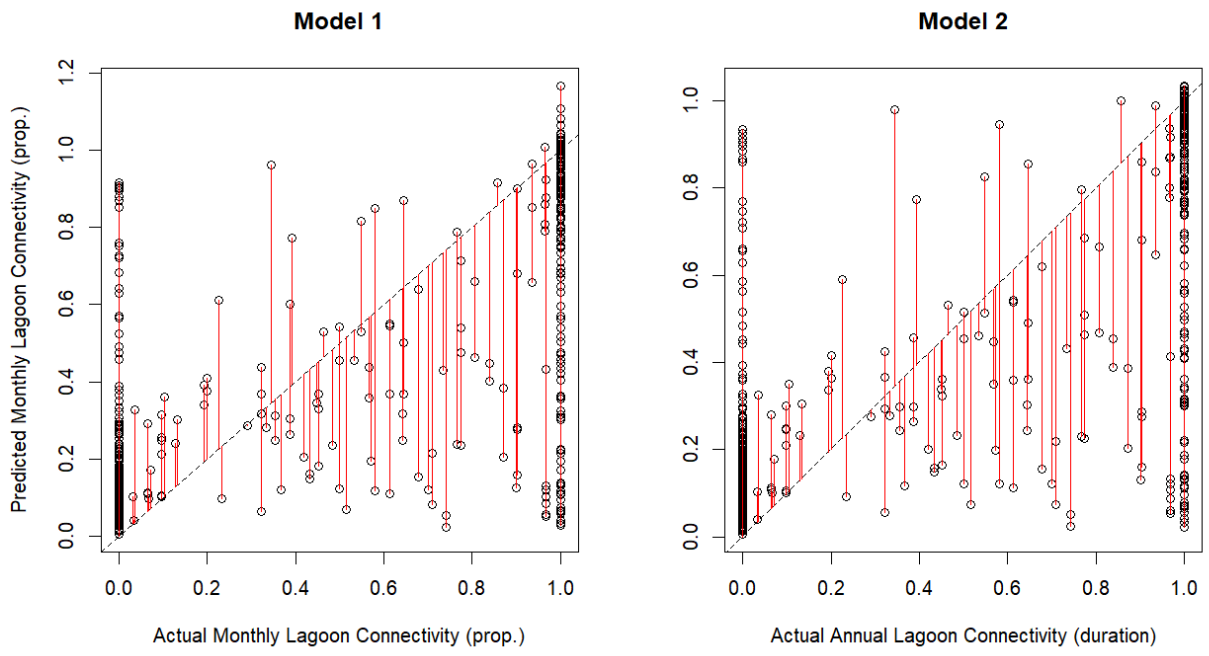 Model 1
Model 2
Predicted Monthly Lagoon Connectivity (prop.)
1.2
1.0
0.8
0.6
0.4
0.2
0.0
0.0 0.2 0.4 0.6 0.8 1.0
Actual Monthly Lagoon Connectivity (prop.)
1.0
0.8
0.6
0.4
0.2
0.0
0.0 0.2 0.4 0.6 0.8 1.0
Actual Annual Lagoon Connectivity (duration)